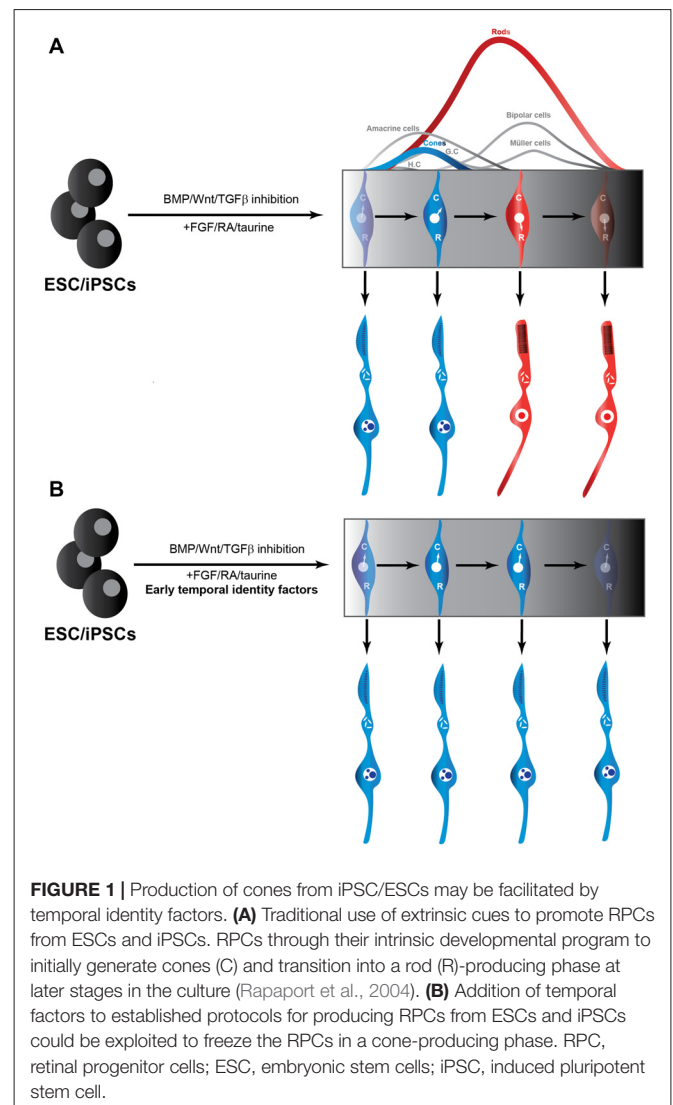 A
Rods
Bipolar cells
Amacrine cells
Cones
G.C
Müller cells
H.C
BMP/Wnt/TGFβ inhibition
+FGF/RA/taurine
C C C C
R R R R
ESC/iPSCs
B
BMP/Wnt/TGFβ inhibition
+FGF/RA/taurine
Early temporal identity factors
C C C C
R R R R
ESC/iPSCs
FIGURE 1 | Production of cones from iPSC/ESCs may be facilitated by
temporal identity factors. (A) Traditional use of extrinsic cues to promote RPCs
from ESCs and iPSCs. RPCs through their intrinsic developmental program to
initially generate cones (C) and transition into a rod (R)-producing phase at
later stages in the culture (Rapaport et al., 2004). (B) Addition of temporal
factors to established protocols for producing RPCs from ESCs and iPSCs
could be exploited to freeze the RPCs in a cone-producing phase. RPC,
retinal progenitor cells; ESC, embryonic stem cells; iPSC, induced pluripotent
stem cell.